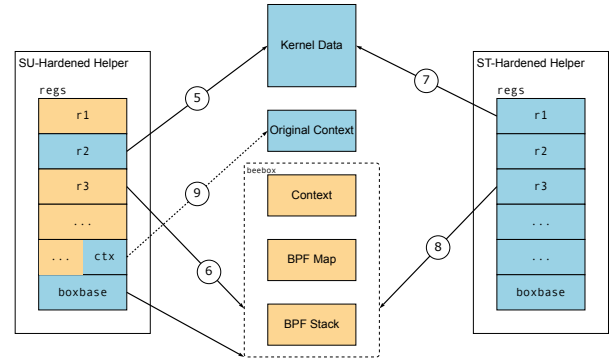 SU-Hardened Helper
regs
r1
r2
r3
...
... ctx
boxbase
5
9
6
Kernel Data
Original Context
beebox
Context
BPF Map
BPF Stack
7
8
ST-Hardened Helper
regs
r1
r2
r3
...
...
boxbase